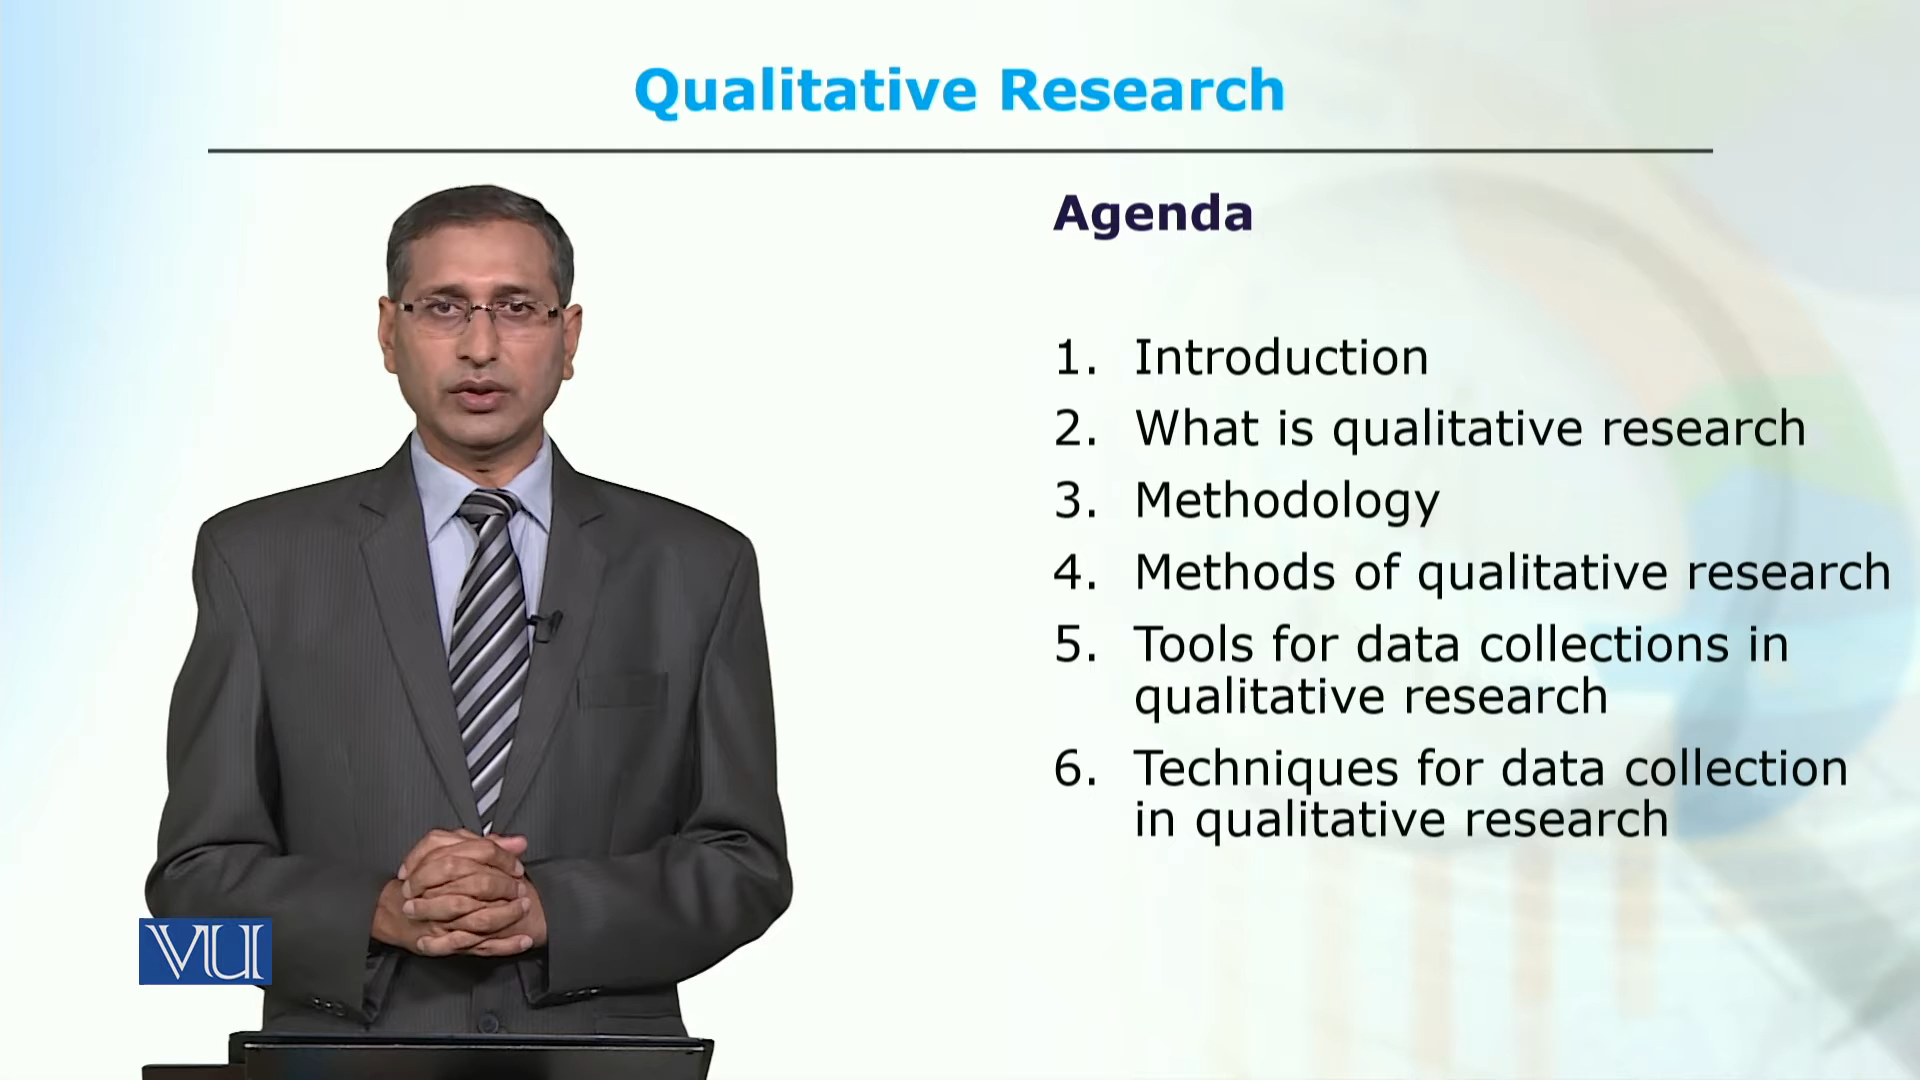 Qualitative Research
Agenda
1. Introduction
2. What is qualitative research
3. Methodology
4. Methods of qualitative research
5. Tools for data collections in
qualitative research
6. Techniques for data collection
in qualitative research
VU